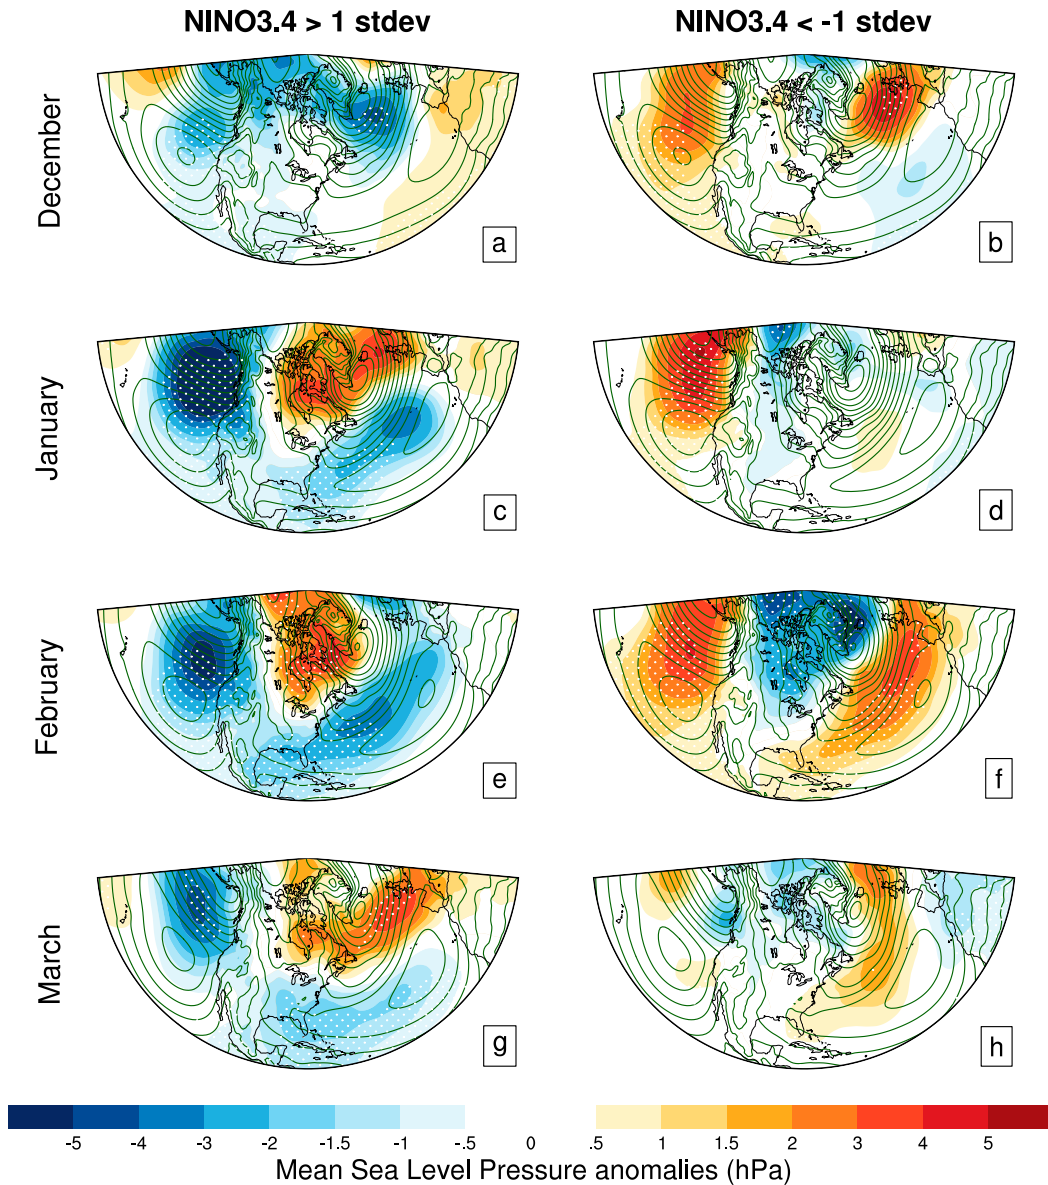 NINO3.4 > 1 stdev
NINO3.4 < -1 stdev
December
a
b
January
c
d
February
e
f
March
g
h
-5 -4 -3 -2 -1.5 -1 -.5 0 .5 1 1.5 2 3 4 5
Mean Sea Level Pressure anomalies (hPa)